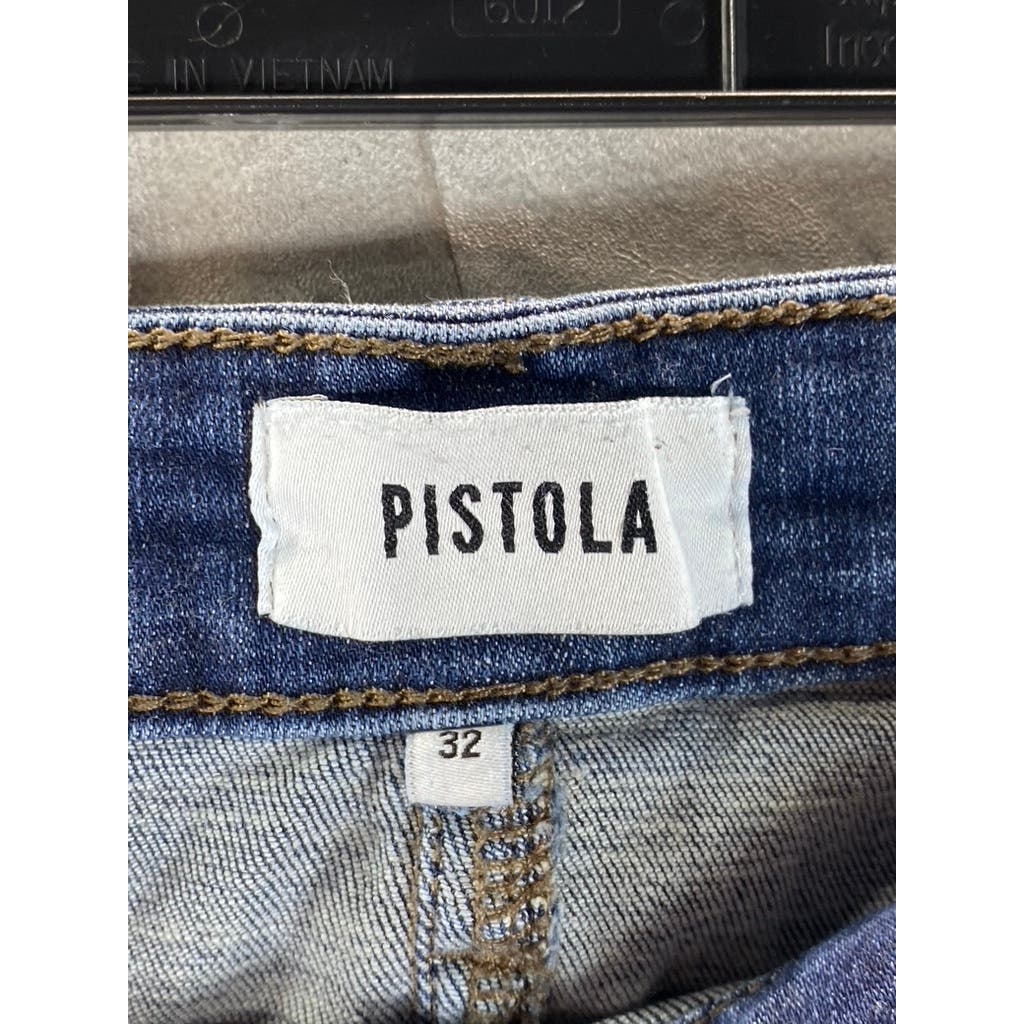 6012
IN VIETNAM
PISTOLA
32